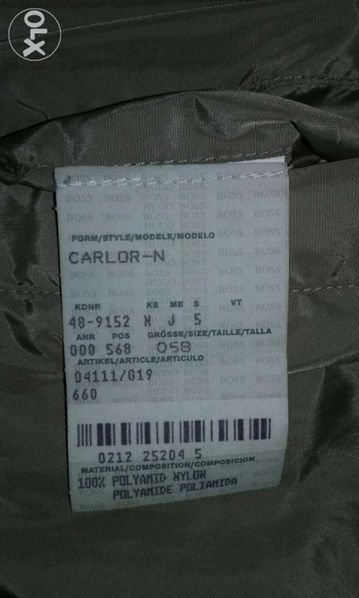 OLX
FORM/STYLE/MODELE/MODELO
CARLOR-N
KDNR KE ME S VT
48-9152 N J 5
ANR POS GRÖSSE/SIZE/TAILLE/TALLA
000 568 058
ARTIKEL/ARTICLE/ARTICULO
04111/019
660
0212 25204 5
MATERIAL/COMPOSITION/COMPOSICION
100% POLYAMID NYLON
POLYAMIDE POLIAMIDA